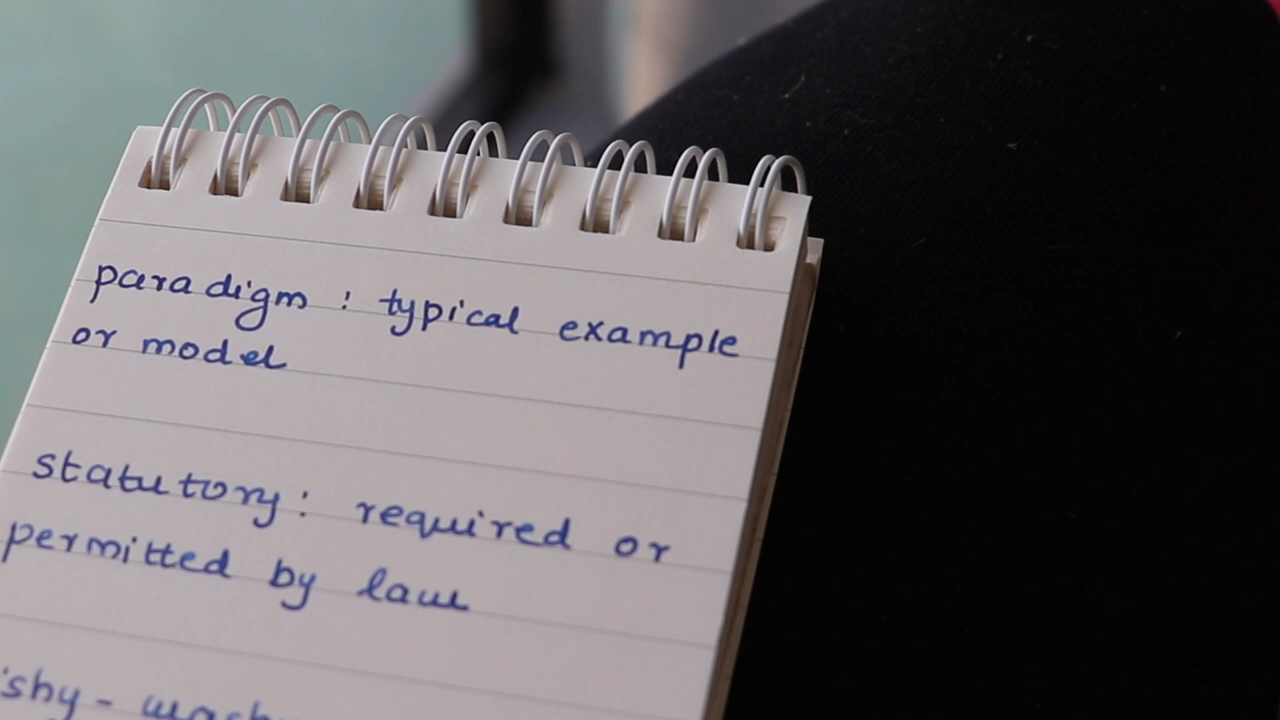 paradigm : typical example
or model
statutory : required or
permitted by law